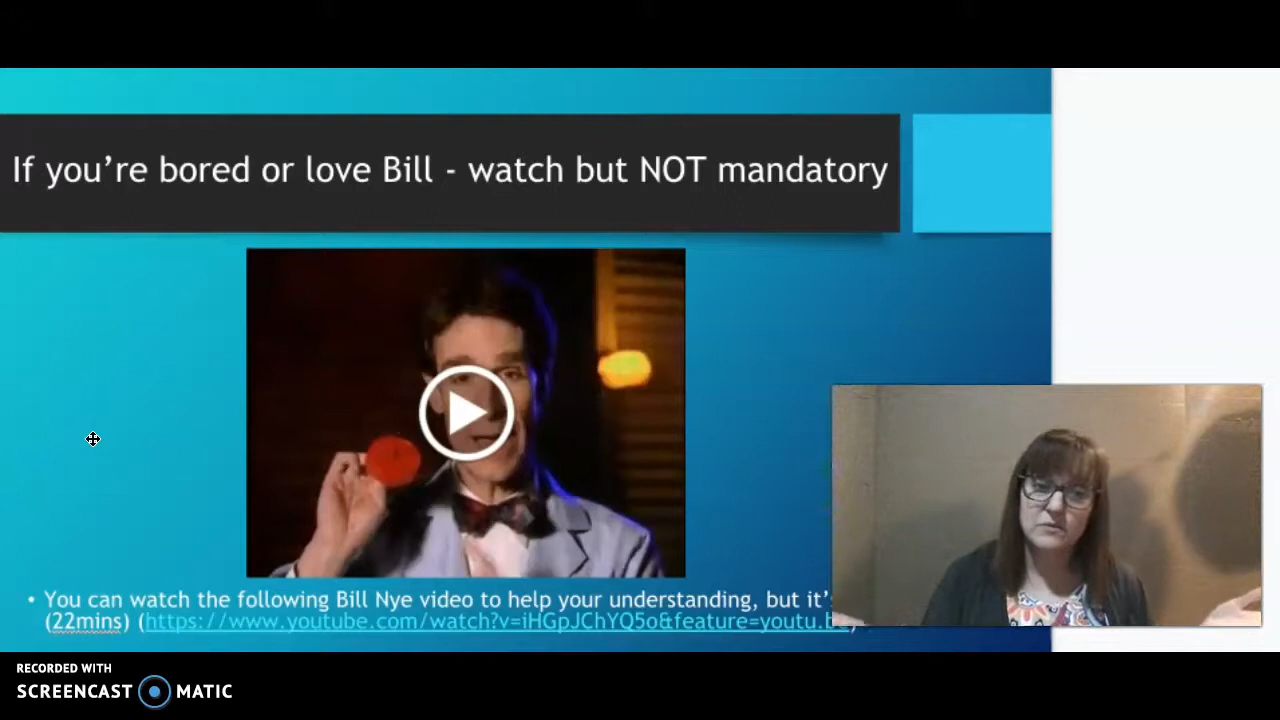 If you're bored or love Bill - watch but NOT mandatory
• You can watch the following Bill Nye video to help your understanding, but it's
(22mins) (https://www.youtube.com/watch?v=iHGpJChYQ5o&feature=youtu.be)
RECORDED WITH
SCREENCAST MATIC